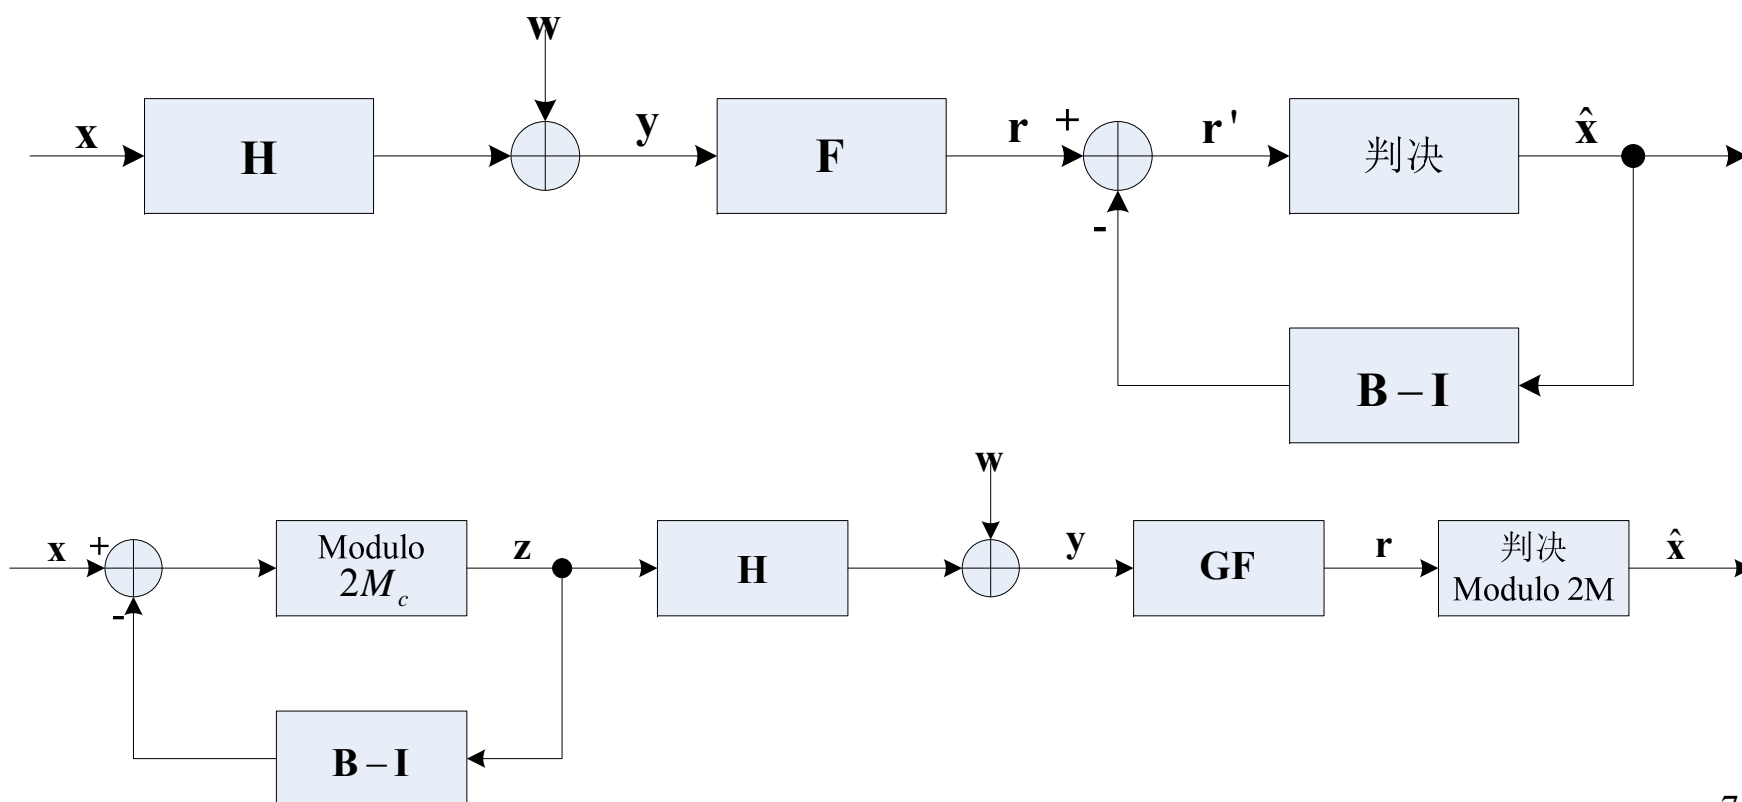 w
x
H
y
F
r
+
r'
判决
x̂
-
B – I
w
x
+
Modulo
2M_c
z
H
y
GF
r
判决
Modulo 2M
x̂
-
B – I